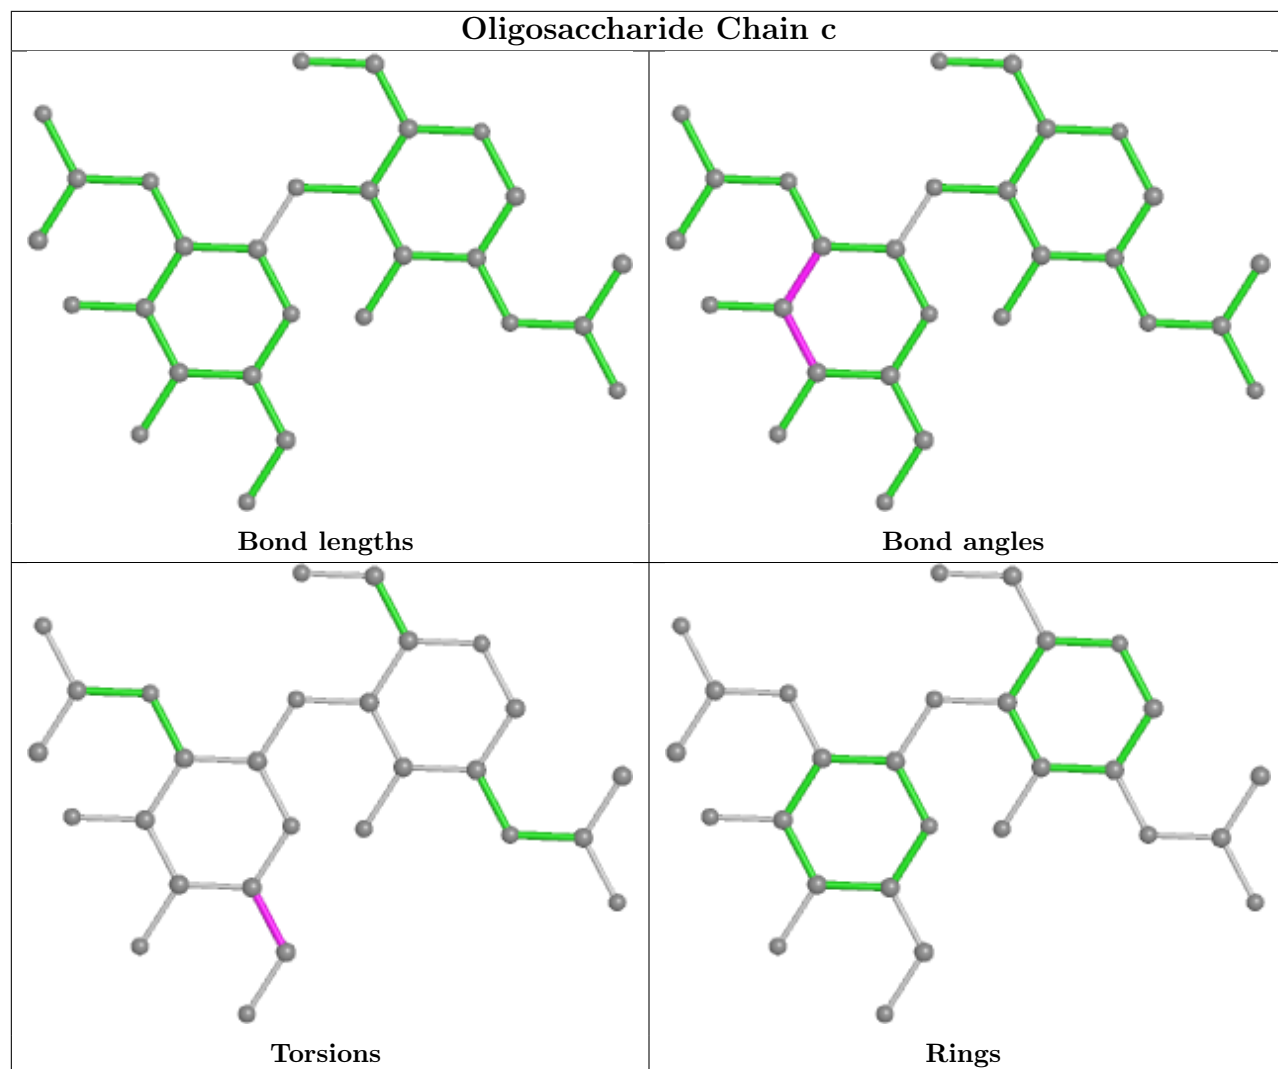 Oligosaccharide Chain c
Bond lengths
Bond angles
Torsions
Rings